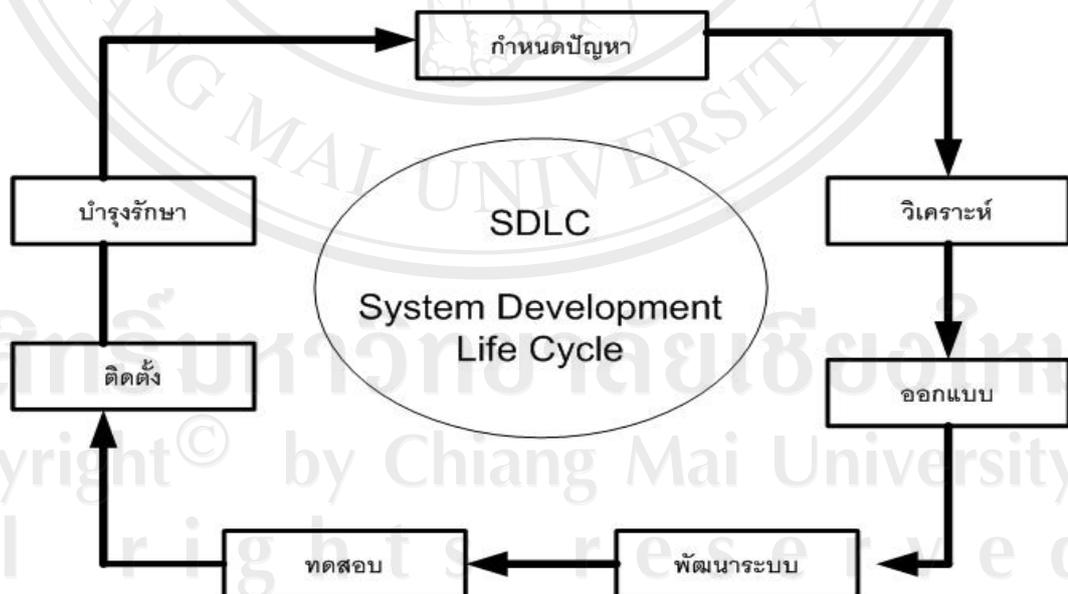 กำหนดปัญหา
วิเคราะห์
ออกแบบ
พัฒนาระบบ
ทดสอบ
ติดตั้ง
บำรุงรักษา
SDLC
System Development
Life Cycle
MAI UNIVERSITY
by Chiang Mai University
rights reserved